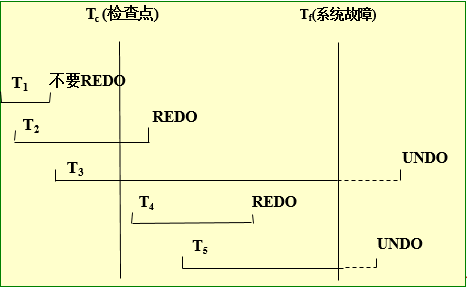 Tc (检查点)
Tf(系统故障)
T1 不要REDO
T2 REDO
T3 UNDO
T4 REDO
T5 UNDO